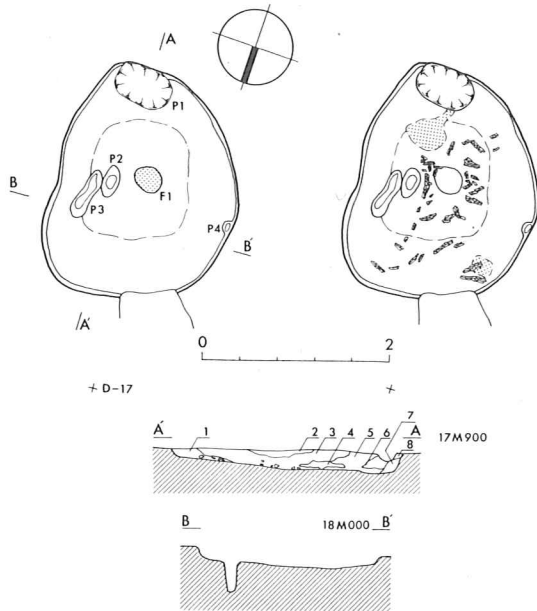 A
P1
P2
P3
F1
P4
B
B′
A′
0 2
+ D-17 +
A′ 1 2 3 4 5 6 7 8 A 17M900
B 18M000 B′